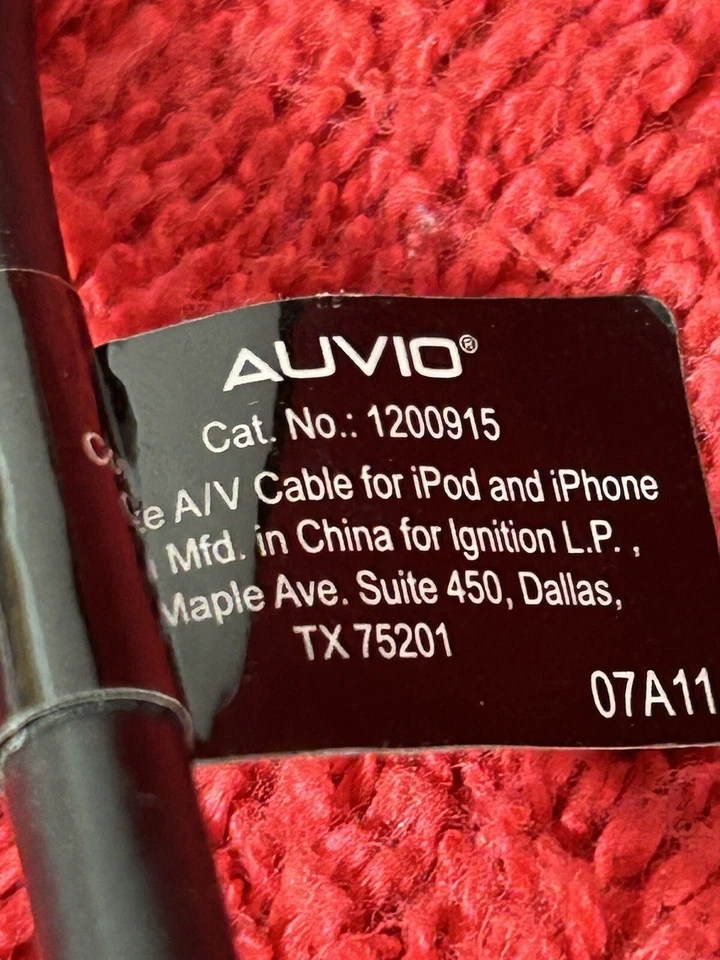 AUVIO®
Cat. No.: 1200915
A/V Cable for iPod and iPhone
Mfd. in China for Ignition L.P. ,
Maple Ave. Suite 450, Dallas,
TX 75201
07A11